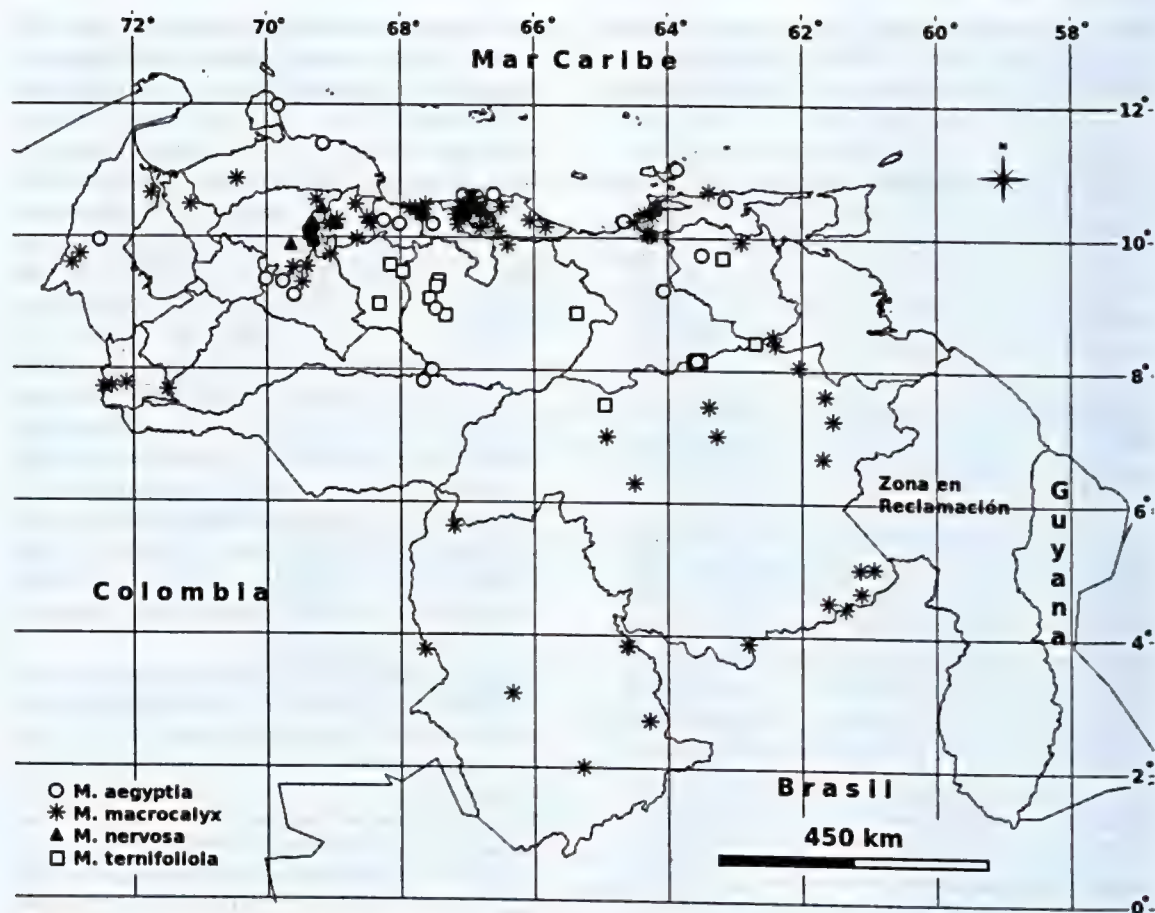 72° 70° 68° 66° 64° 62° 60° 58°
Mar Caribe
12°
N
10°
8°
Zona en
Reclamación
6°
Guyana
Colombia
4°
2°
Brasil
M. aegyptia
M. macrocalyx
M. nervosa
M. ternifoliola
450 km
0°